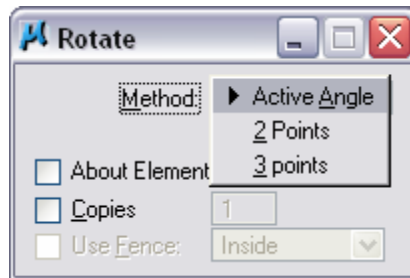 µ Rotate
Method: Active Angle
2 Points
3 points
About Element
Copies 1
Use Fence: Inside